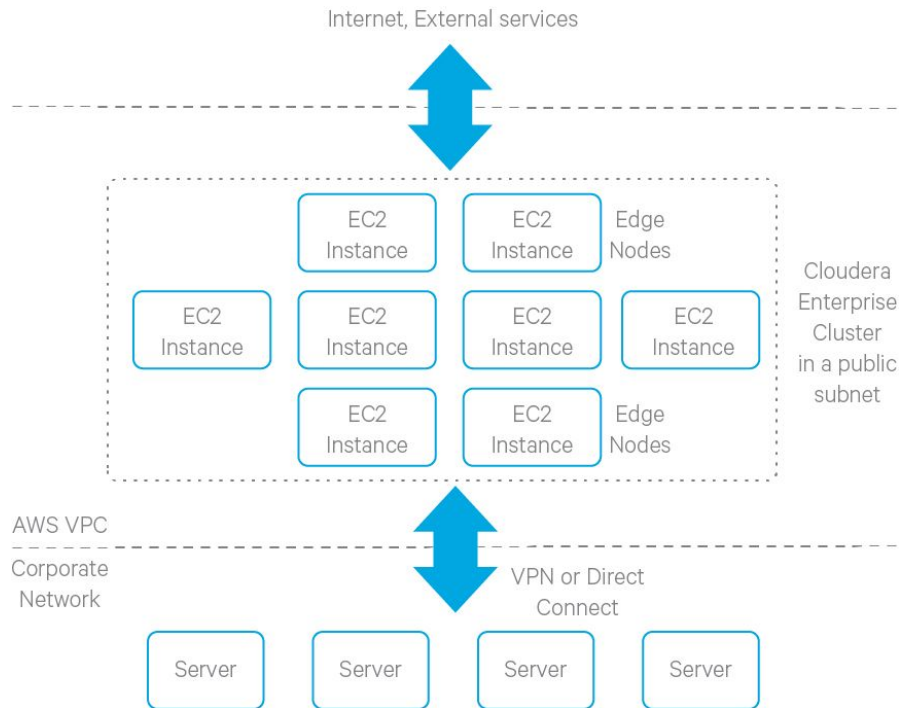 Internet, External services
EC2
Instance
EC2
Instance
Edge
Nodes
EC2
Instance
EC2
Instance
EC2
Instance
EC2
Instance
Cloudera
Enterprise
Cluster
in a public
subnet
EC2
Instance
EC2
Instance
Edge
Nodes
AWS VPC
Corporate
Network
VPN or Direct
Connect
Server
Server
Server
Server